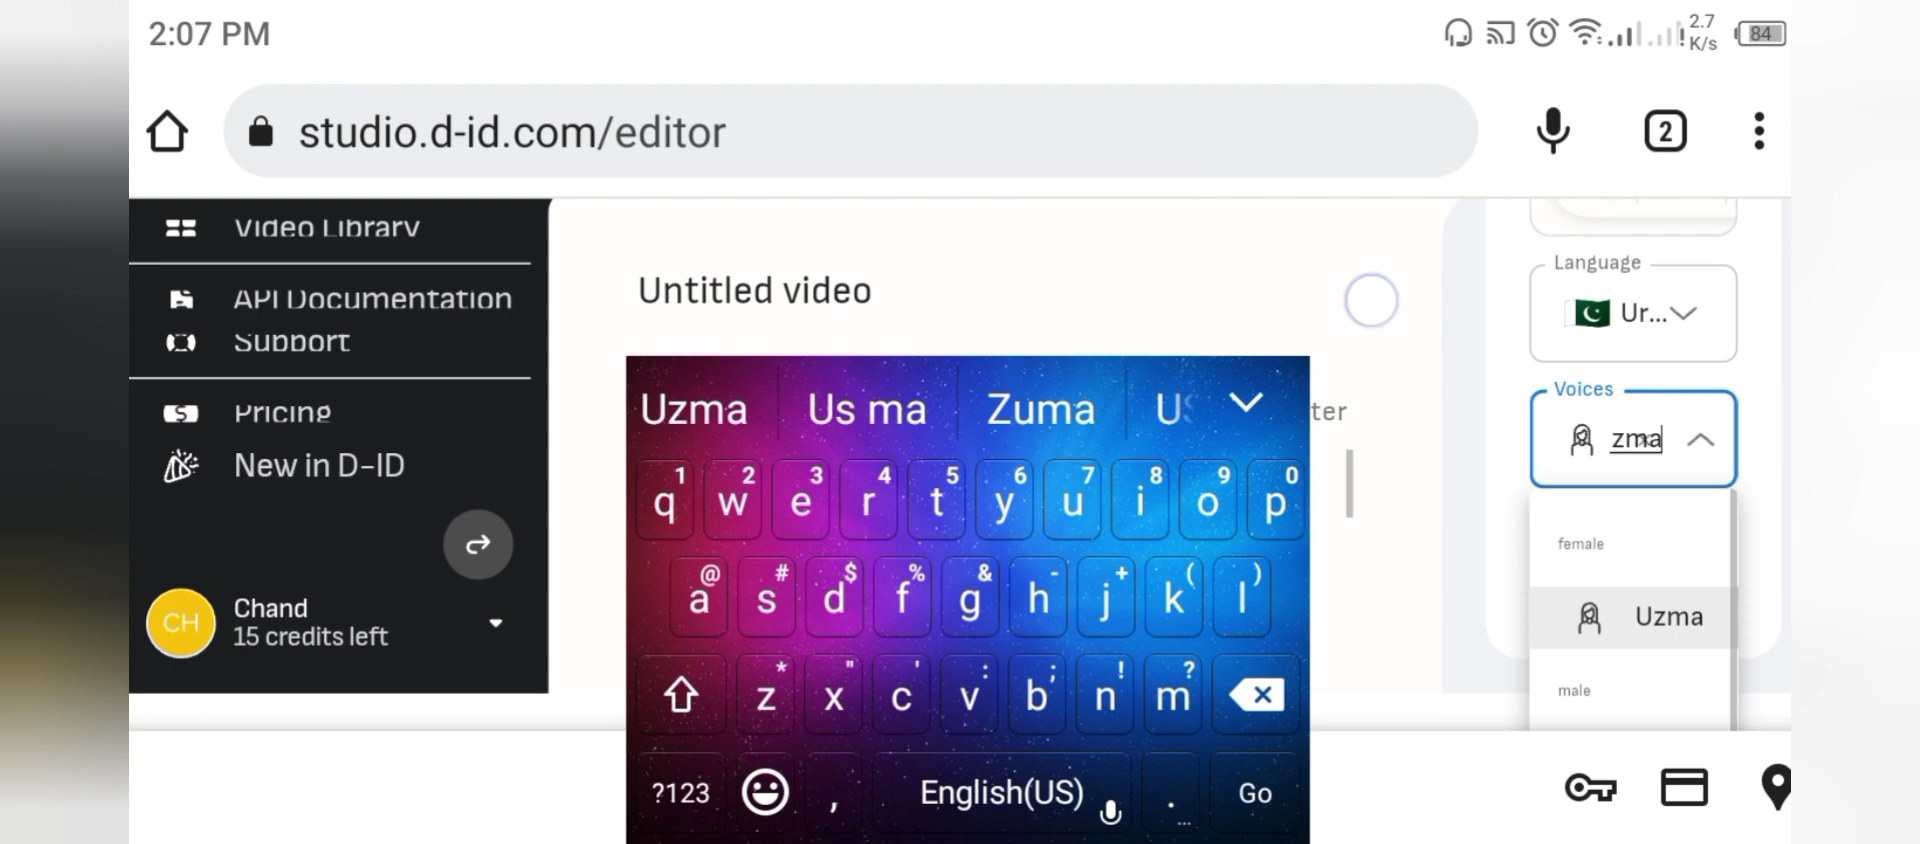 2:07 PM
2.7
K/s
84
studio.d-id.com/editor
2
Video Library
API Documentation
Support
Pricing
New in D-ID
Chand
15 credits left
CH
Untitled video
ter
Language
Ur...
Voices
zma
female
Uzma
male
Uzma Us ma Zuma US
1 2 3 4 5 6 7 8 9 0
q w e r t y u i o p
@ # $ % & - + ( )
a s d f g h j k l
* " ' : ; ! ?
z x c v b n m
?123 , English(US) . Go
...